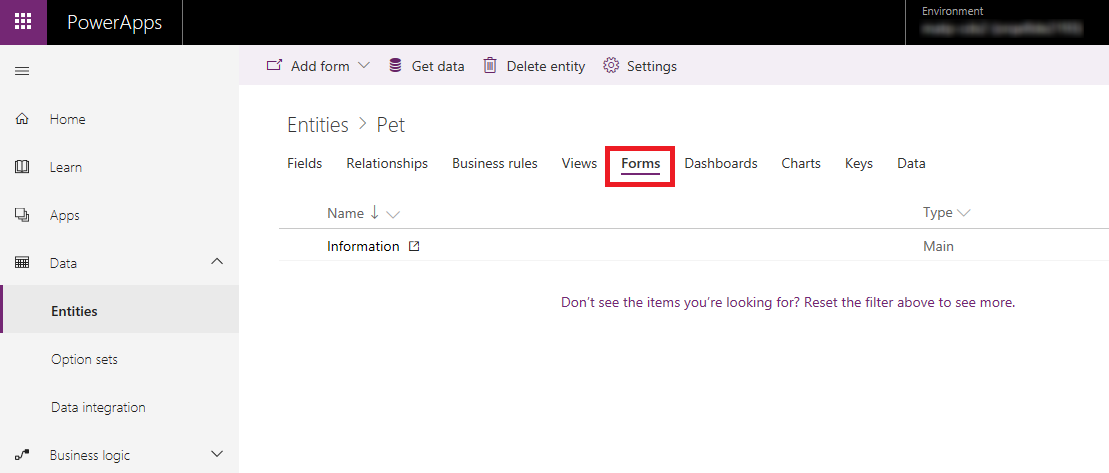 PowerApps
Environment
Add form Get data Delete entity Settings
Home
Learn
Apps
Data
Entities
Option sets
Data integration
Business logic
Entities > Pet
Fields Relationships Business rules Views Forms Dashboards Charts Keys Data
Name Type
Information Main
Don't see the items you're looking for? Reset the filter above to see more.